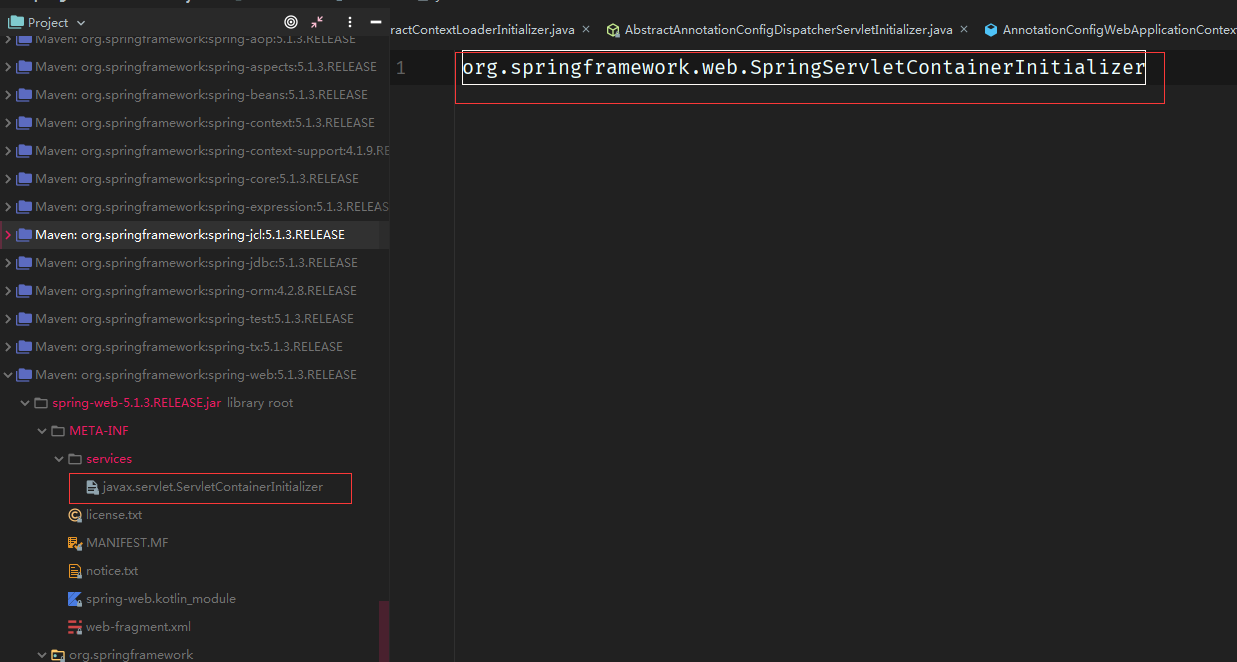 Project
ractContextLoaderInitializer.java
AbstractAnnotationConfigDispatcherServletInitializer.java
AnnotationConfigWebApplicationContex
Maven: org.springframework:spring-aop:5.1.3.RELEASE
Maven: org.springframework:spring-aspects:5.1.3.RELEASE
Maven: org.springframework:spring-beans:5.1.3.RELEASE
Maven: org.springframework:spring-context:5.1.3.RELEASE
Maven: org.springframework:spring-context-support:4.1.9.RE
Maven: org.springframework:spring-core:5.1.3.RELEASE
Maven: org.springframework:spring-expression:5.1.3.RELEAS
Maven: org.springframework:spring-jcl:5.1.3.RELEASE
Maven: org.springframework:spring-jdbc:5.1.3.RELEASE
Maven: org.springframework:spring-orm:4.2.8.RELEASE
Maven: org.springframework:spring-test:5.1.3.RELEASE
Maven: org.springframework:spring-tx:5.1.3.RELEASE
Maven: org.springframework:spring-web:5.1.3.RELEASE
spring-web-5.1.3.RELEASE.jar library root
META-INF
services
javax.servlet.ServletContainerInitializer
license.txt
MANIFEST.MF
notice.txt
spring-web.kotlin_module
web-fragment.xml
org.springframework
1 org.springframework.web.SpringServletContainerInitializer